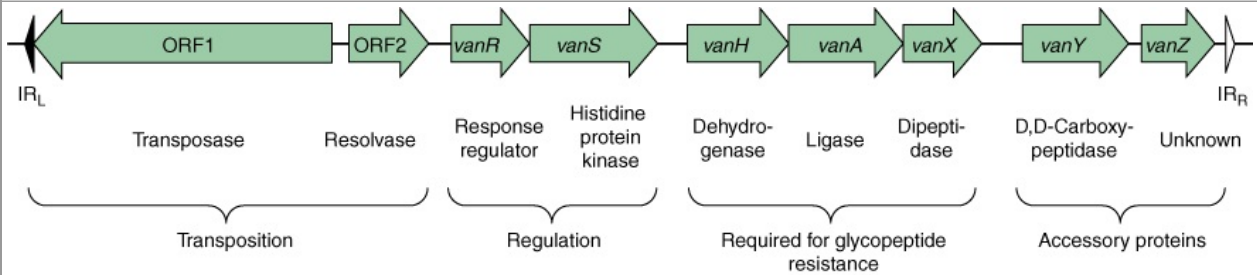 ORF1 ORF2 vanR vanS vanH vanA vanX vanY vanZ
IRL IRR
Transposase
Resolvase
Response
regulator
Histidine
protein
kinase
Dehydro-
genase
Ligase
Dipepti-
dase
D,D-Carboxy-
peptidase
Unknown
Transposition
Regulation
Required for glycopeptide
resistance
Accessory proteins